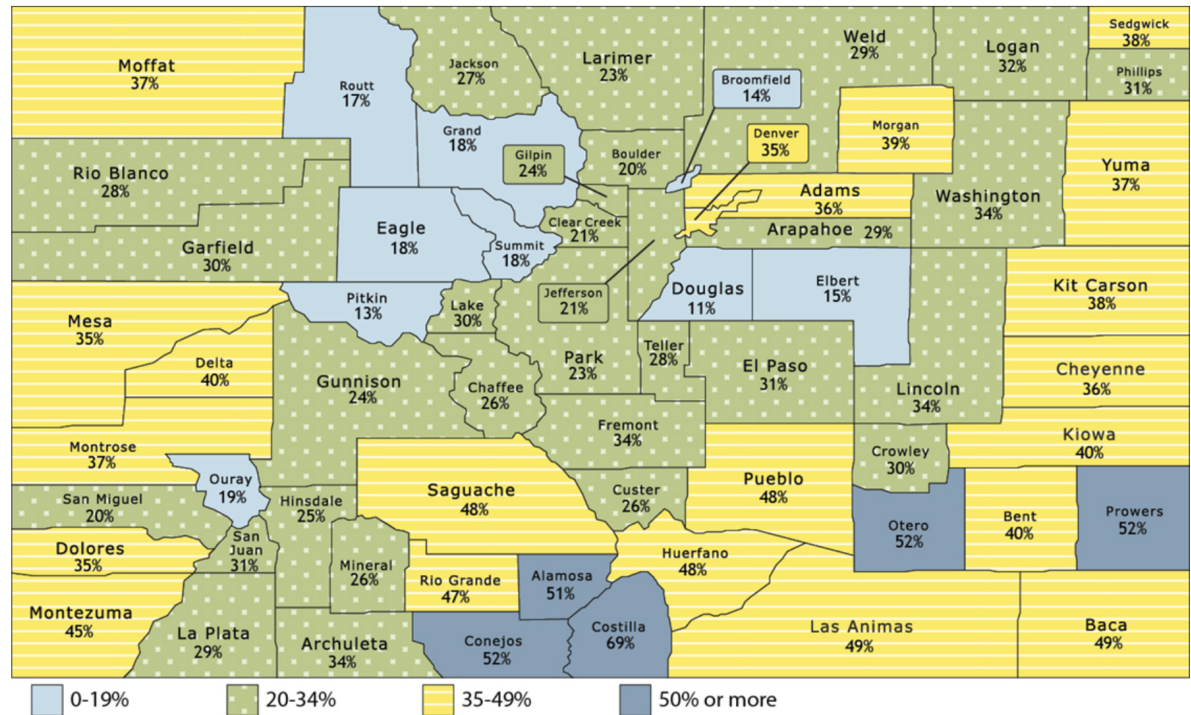 Moffat
37%
Routt
17%
Jackson
27%
Larimer
23%
Weld
29%
Logan
32%
Sedgwick
38%
Phillips
31%
Grand
18%
Gilpin
24%
Boulder
20%
Broomfield
14%
Denver
35%
Morgan
39%
Yuma
37%
Rio Blanco
28%
Garfield
30%
Eagle
18%
Summit
18%
Clear Creek
21%
Adams
36%
Arapahoe 29%
Washington
34%
Mesa
35%
Pitkin
13%
Lake
30%
Jefferson
21%
Douglas
11%
Elbert
15%
Kit Carson
38%
Delta
40%
Gunnison
24%
Chaffee
26%
Park
23%
Teller
28%
El Paso
31%
Lincoln
34%
Cheyenne
36%
Montrose
37%
Ouray
19%
Fremont
34%
Crowley
30%
Kiowa
40%
San Miguel
20%
Hinsdale
25%
Saguache
48%
Custer
26%
Pueblo
48%
Otero
52%
Bent
40%
Prowers
52%
Dolores
35%
San
Juan
31%
Mineral
26%
Rio Grande
47%
Alamosa
51%
Huerfano
48%
Montezuma
45%
La Plata
29%
Archuleta
34%
Conejos
52%
Costilla
69%
Las Animas
49%
Baca
49%
0-19%
20-34%
35-49%
50% or more